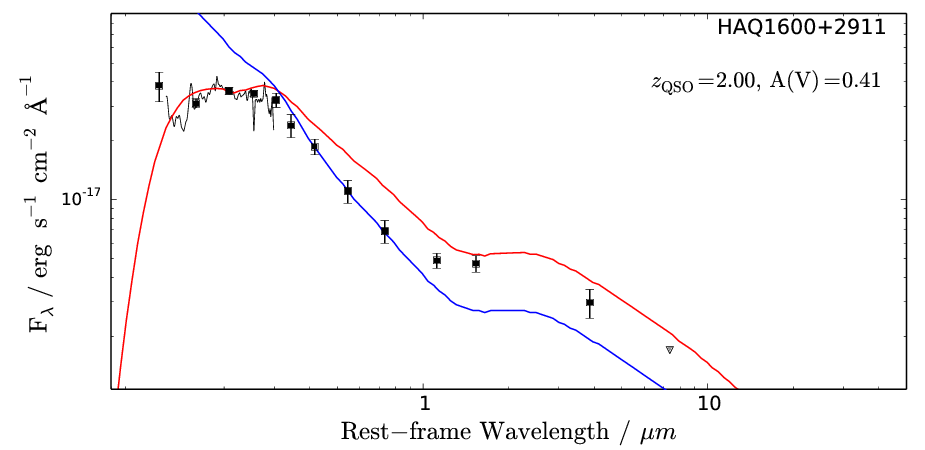 HAQ1600+2911
z_QSO=2.00, A(V)=0.41
F_λ / erg s⁻¹ cm⁻² Å⁻¹
10⁻¹⁷
1 10
Rest−frame Wavelength / μm